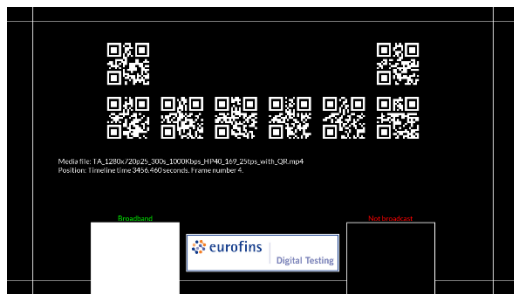 Media file: TA_1280x720p25_300s_1000Kbps_HP40_169_25fps_with_QR.mp4
Position: Timeline time 3456.460 seconds. Frame number 4.
Broadband
Not broadcast
eurofins
Digital Testing